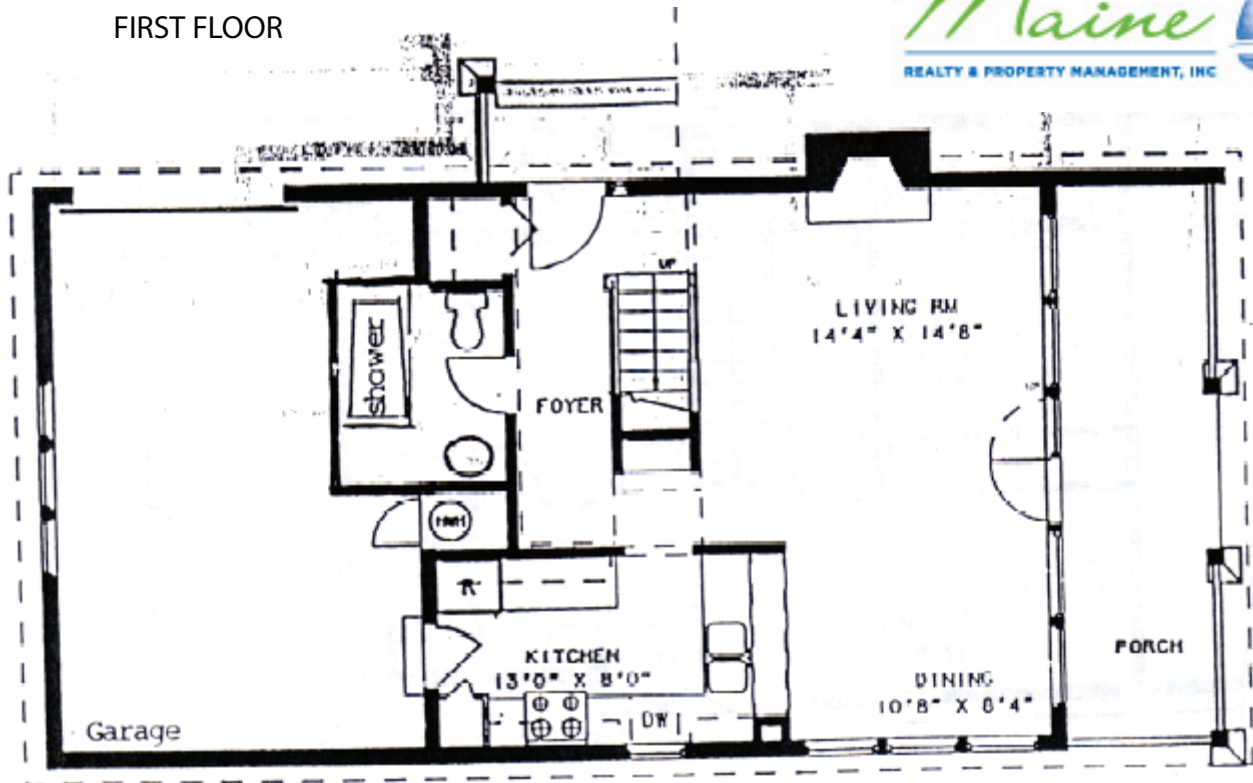 FIRST FLOOR
Maine
REALTY & PROPERTY MANAGEMENT, INC
UP
LIVING RM
14'4" X 14'8"
shower
FOYER
HWH
R
KITCHEN
13'0" X 8'0"
DW
DINING
10'8" X 8'4"
PORCH
Garage